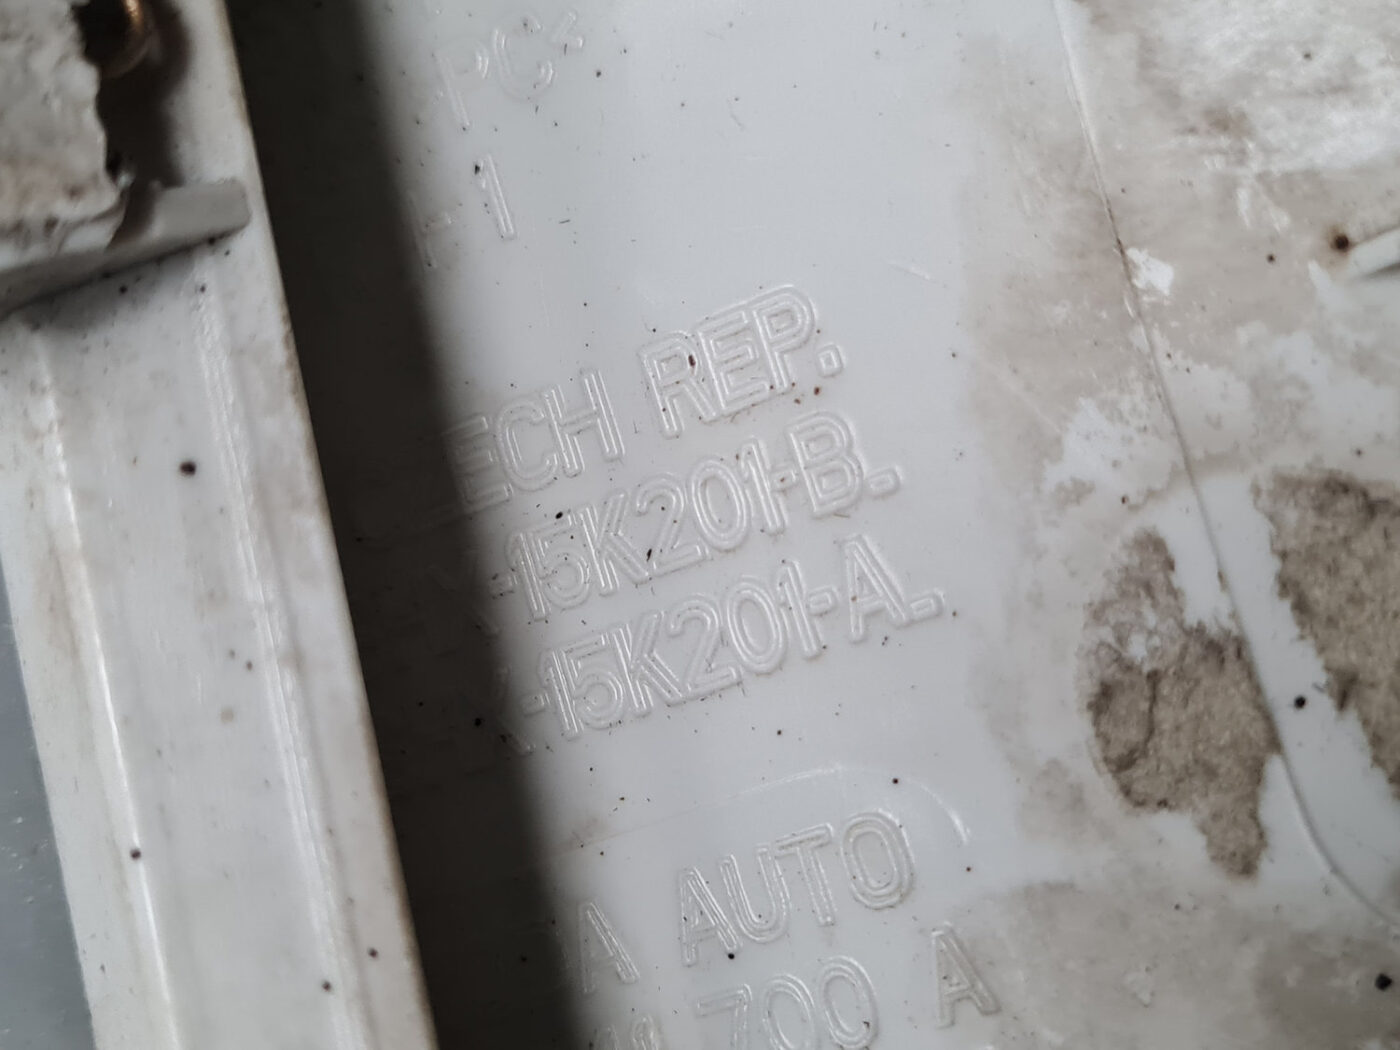 PC<
1
ECH REP.
-15K201-B-
-15K201-A-
A AUTO
700 A